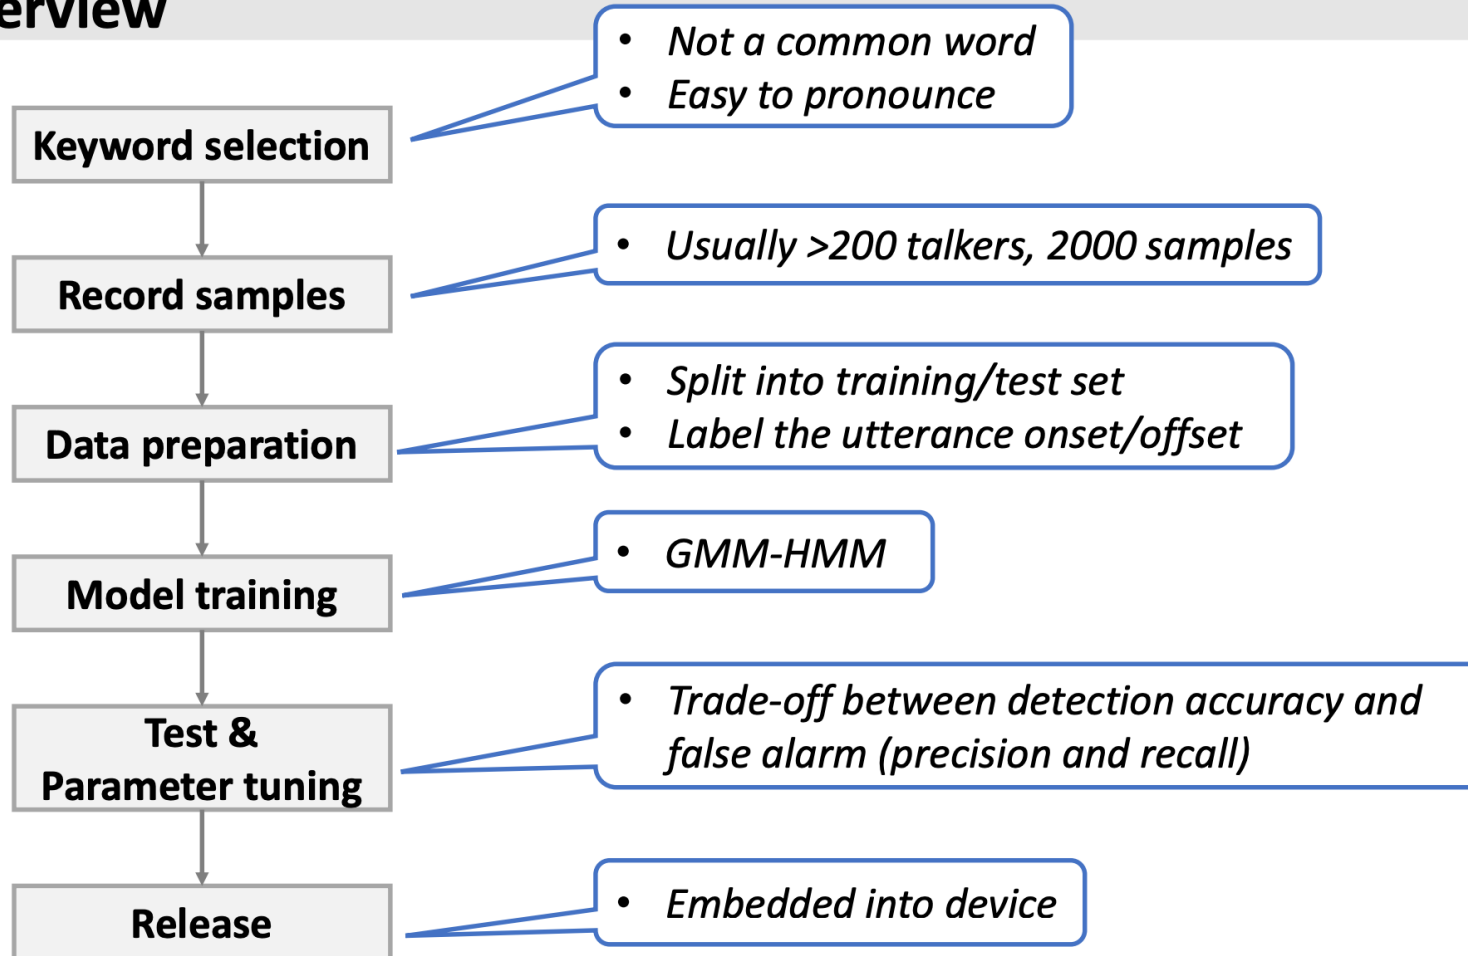 erview
• Not a common word
• Easy to pronounce
Keyword selection
• Usually >200 talkers, 2000 samples
Record samples
• Split into training/test set
• Label the utterance onset/offset
Data preparation
• GMM-HMM
Model training
• Trade-off between detection accuracy and
false alarm (precision and recall)
Test &
Parameter tuning
• Embedded into device
Release